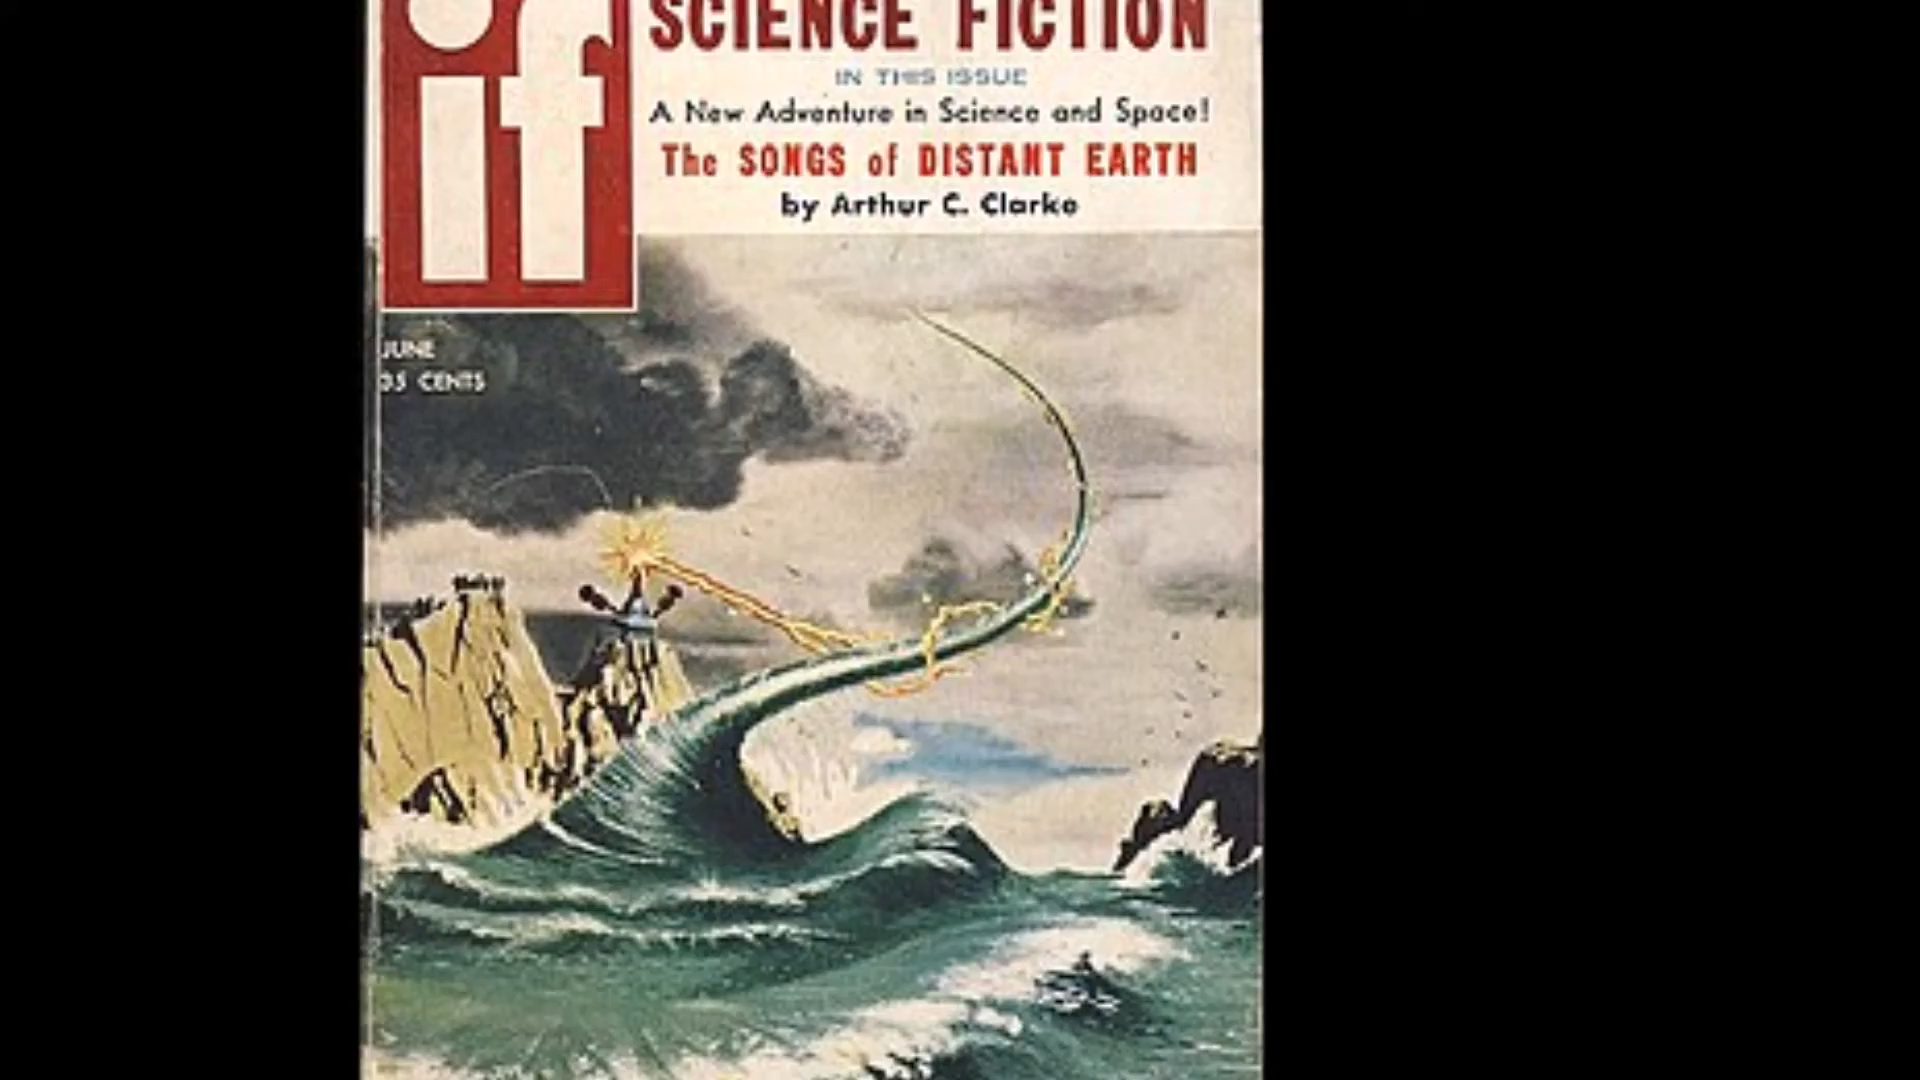 if
SCIENCE FICTION
IN THIS ISSUE
A New Adventure in Science and Space!
The SONGS of DISTANT EARTH
by Arthur C. Clarke
JUNE
35 CENTS